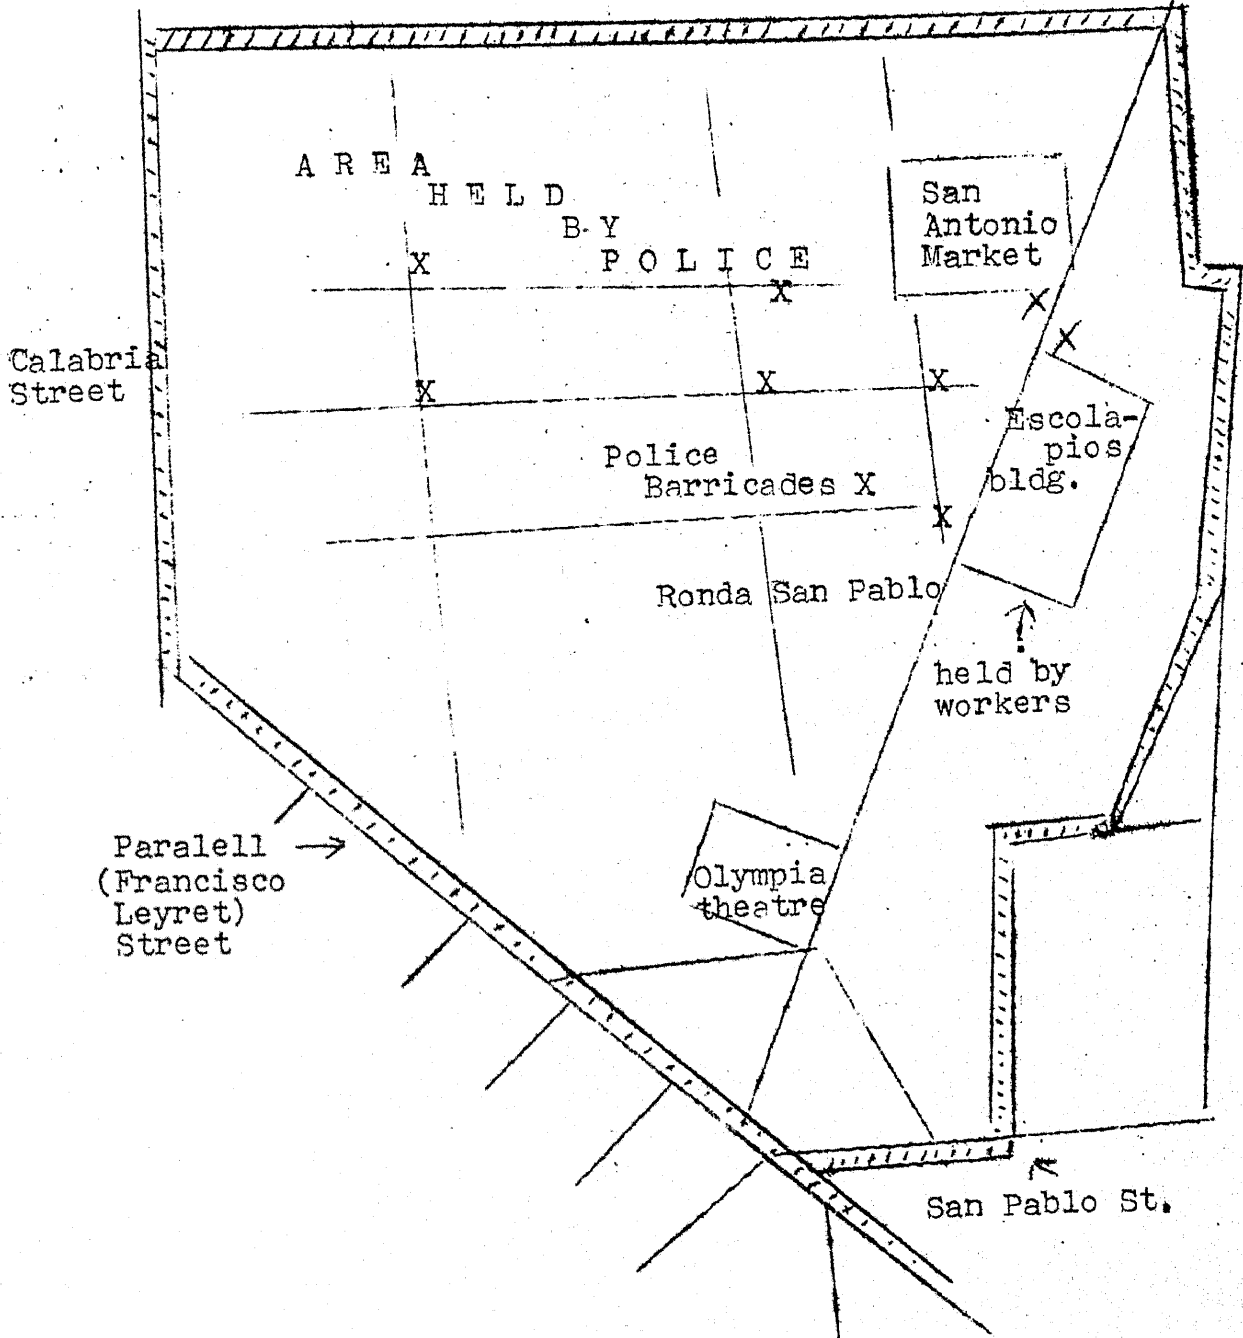 A R E A
H E L D
B Y
P O L I C E
San
Antonio
Market
X
X
X
X
Calabria
Street
X
X
X
Escola-
pios
bldg.
Police
Barricades X
X
Ronda San Pablo
held by
workers
Paralell
(Francisco
Leyret)
Street
Olympia
theatre
San Pablo St.